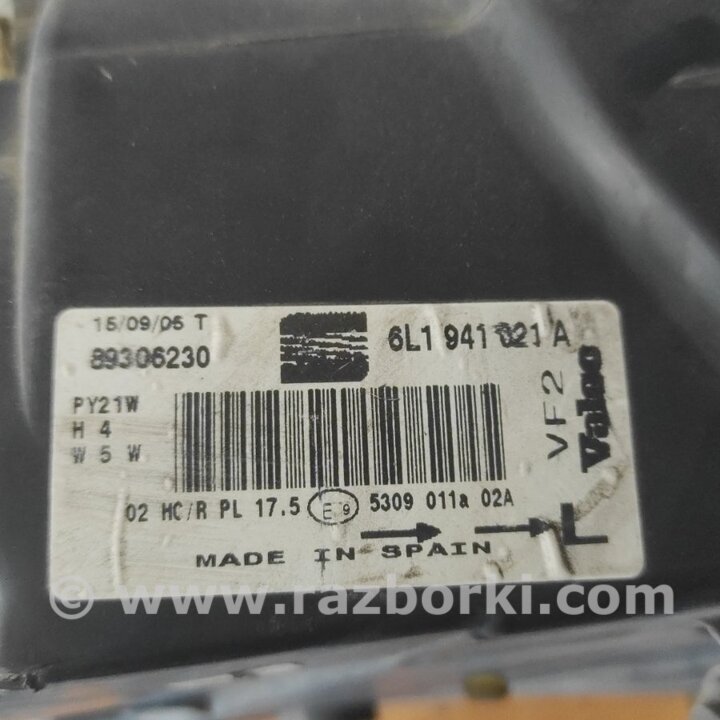 15/09/06 T
89306230
6L1 941 021 A
PY21W
H 4
W 5 W
VF2
Valeo
L
02 HC/R PL 17.5 E9 5309 011a 02A
MADE IN SPAIN
© www.razborki.com